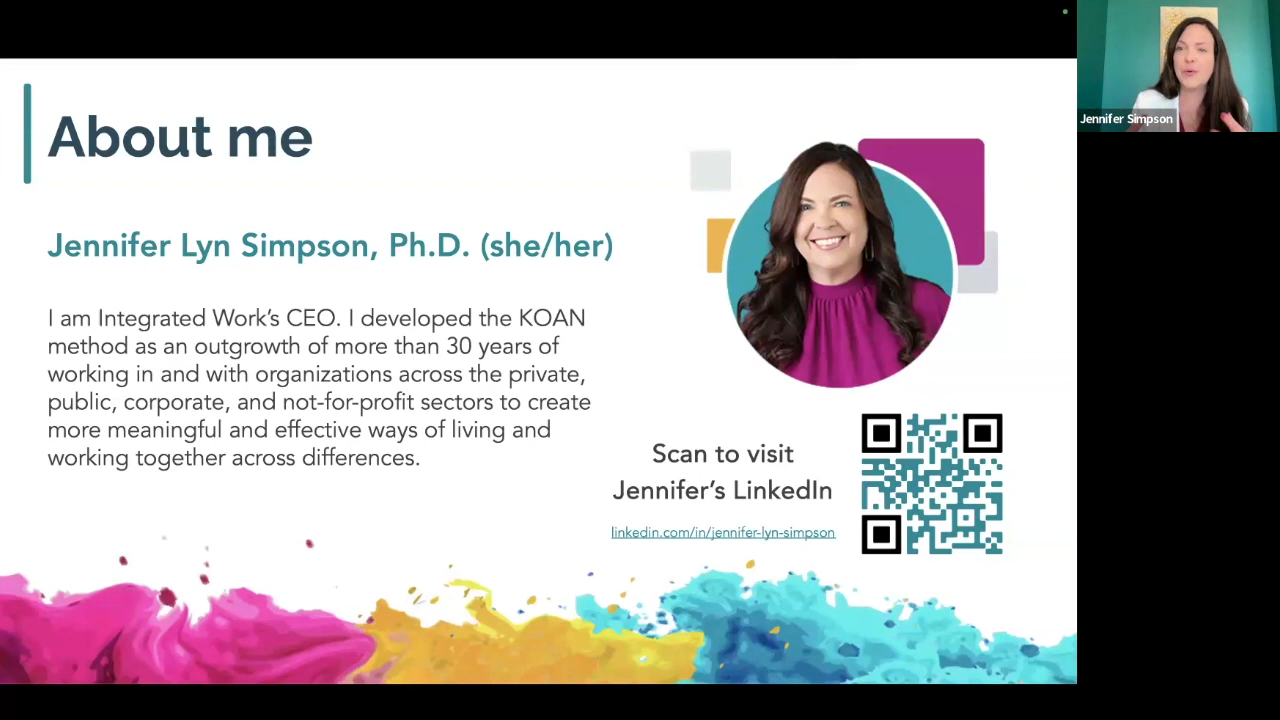 About me
Jennifer Lyn Simpson, Ph.D. (she/her)
I am Integrated Work's CEO. I developed the KOAN
method as an outgrowth of more than 30 years of
working in and with organizations across the private,
public, corporate, and not-for-profit sectors to create
more meaningful and effective ways of living and
working together across differences.
Scan to visit
Jennifer's LinkedIn
linkedin.com/in/jennifer-lyn-simpson
Jennifer Simpson